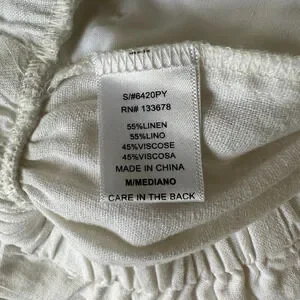 S/#6420PY
RN# 133678
55%LINEN
55%LINO
45%VISCOSE
45%VISCOSA
MADE IN CHINA
M/MEDIANO
CARE IN THE BACK